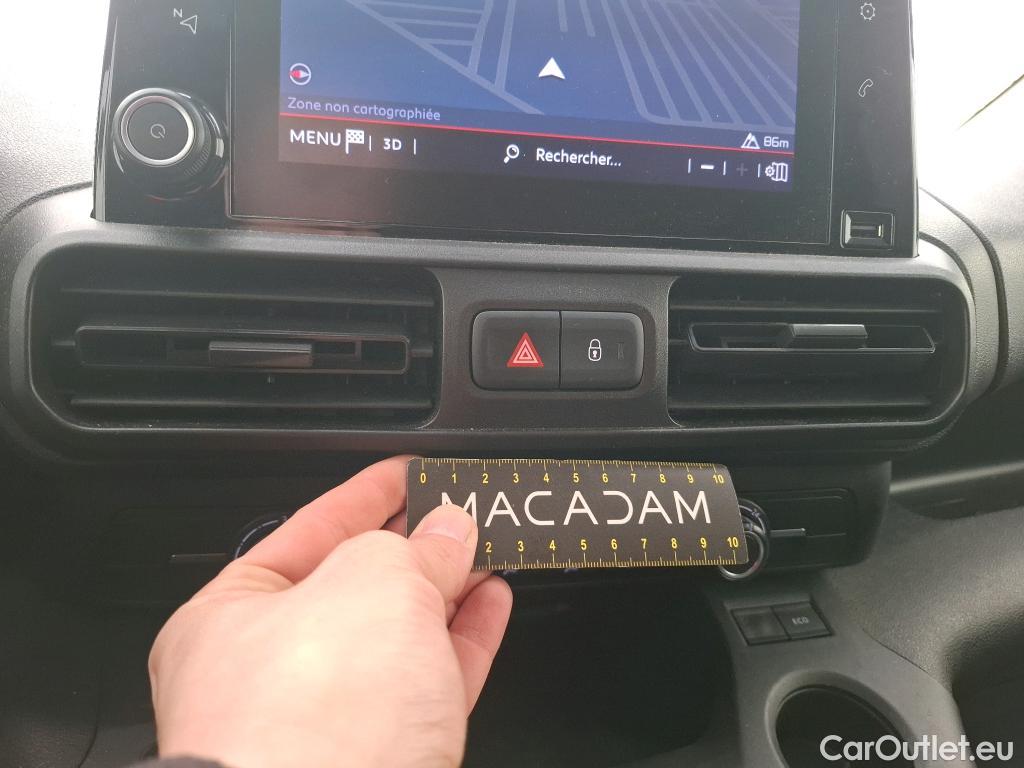 N
Zone non cartographiée
MENU 3D Rechercher... − + 86m
0 1 2 3 4 5 6 7 8 9 10
MACADAM
2 3 4 5 6 7 8 9 10
ECO
CarOutlet.eu